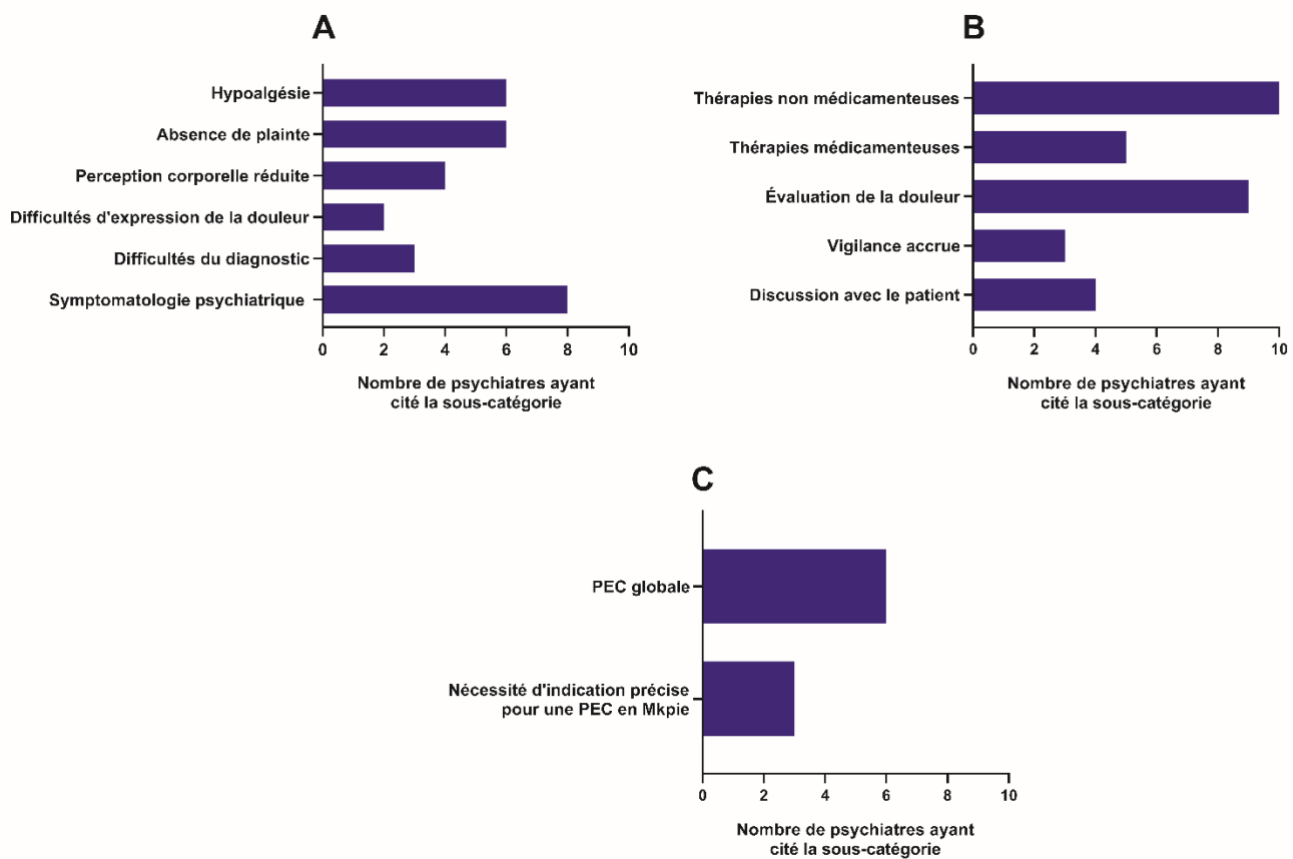 A
Hypoalgésie
Absence de plainte
Perception corporelle réduite
Difficultés d'expression de la douleur
Difficultés du diagnostic
Symptomatologie psychiatrique
0 2 4 6 8 10
Nombre de psychiatres ayant
cité la sous-catégorie
B
Thérapies non médicamenteuses
Thérapies médicamenteuses
Évaluation de la douleur
Vigilance accrue
Discussion avec le patient
0 2 4 6 8 10
Nombre de psychiatres ayant
cité la sous-catégorie
C
PEC globale
Nécessité d'indication précise
pour une PEC en Mkpie
0 2 4 6 8 10
Nombre de psychiatres ayant
cité la sous-catégorie